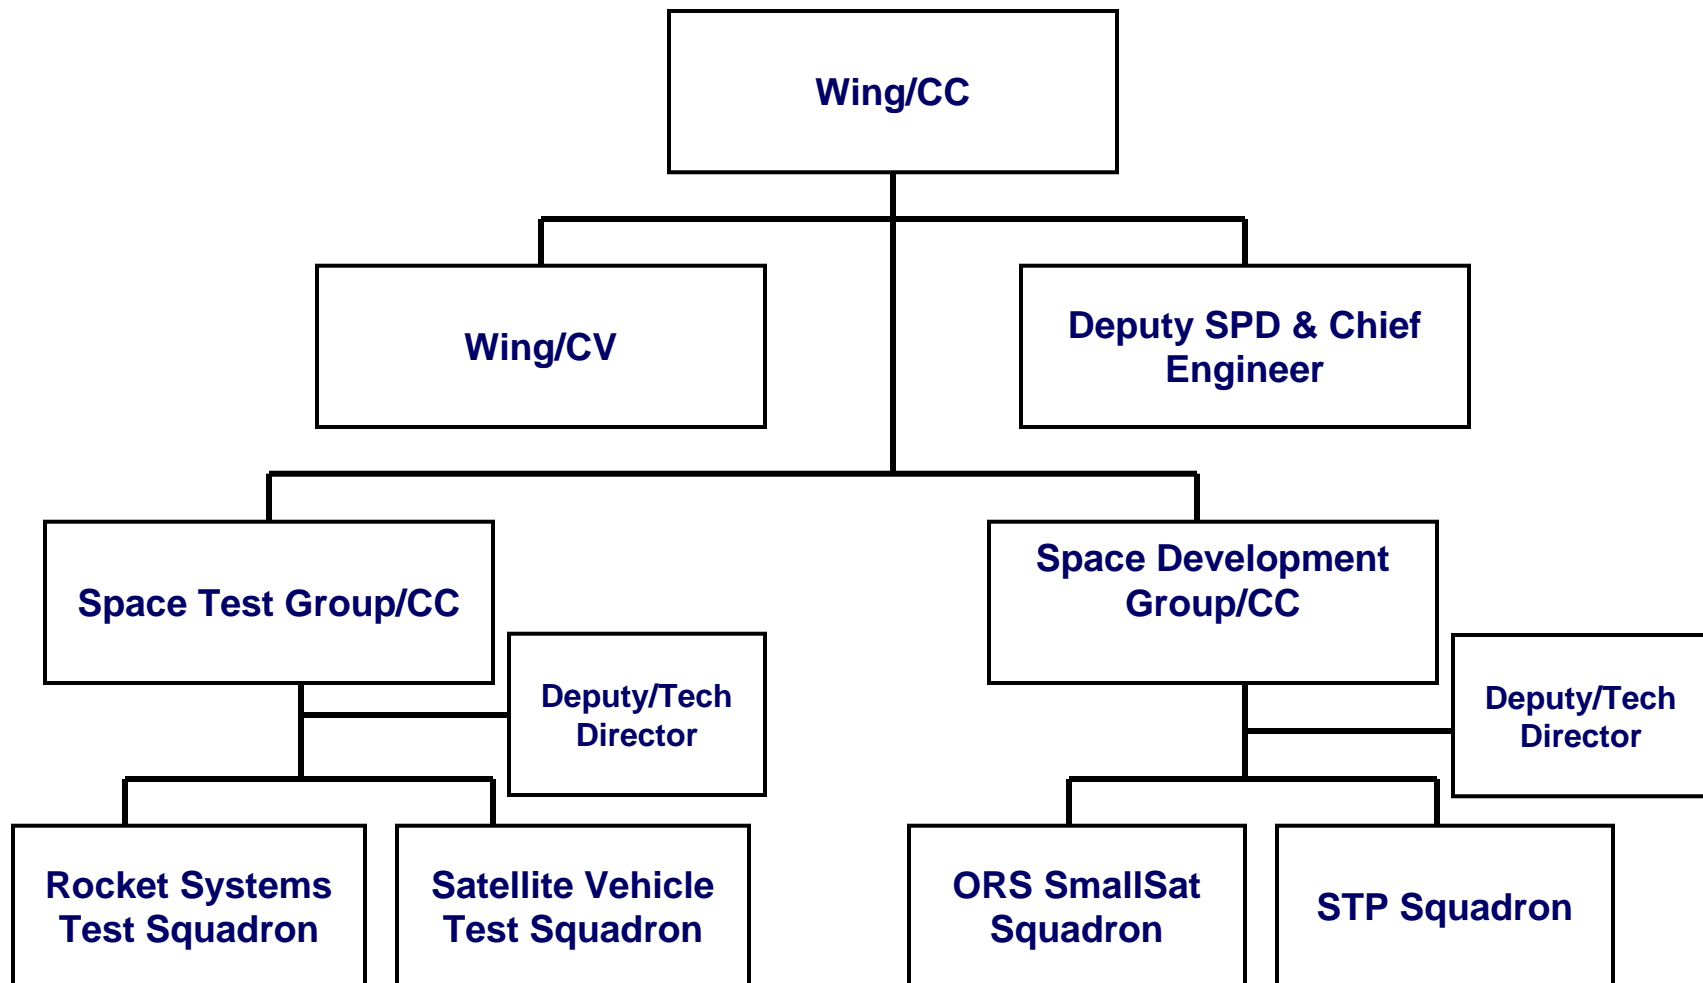 Wing/CC
Wing/CV
Deputy SPD & Chief
Engineer
Space Test Group/CC
Space Development
Group/CC
Deputy/Tech
Director
Deputy/Tech
Director
Rocket Systems
Test Squadron
Satellite Vehicle
Test Squadron
ORS SmallSat
Squadron
STP Squadron